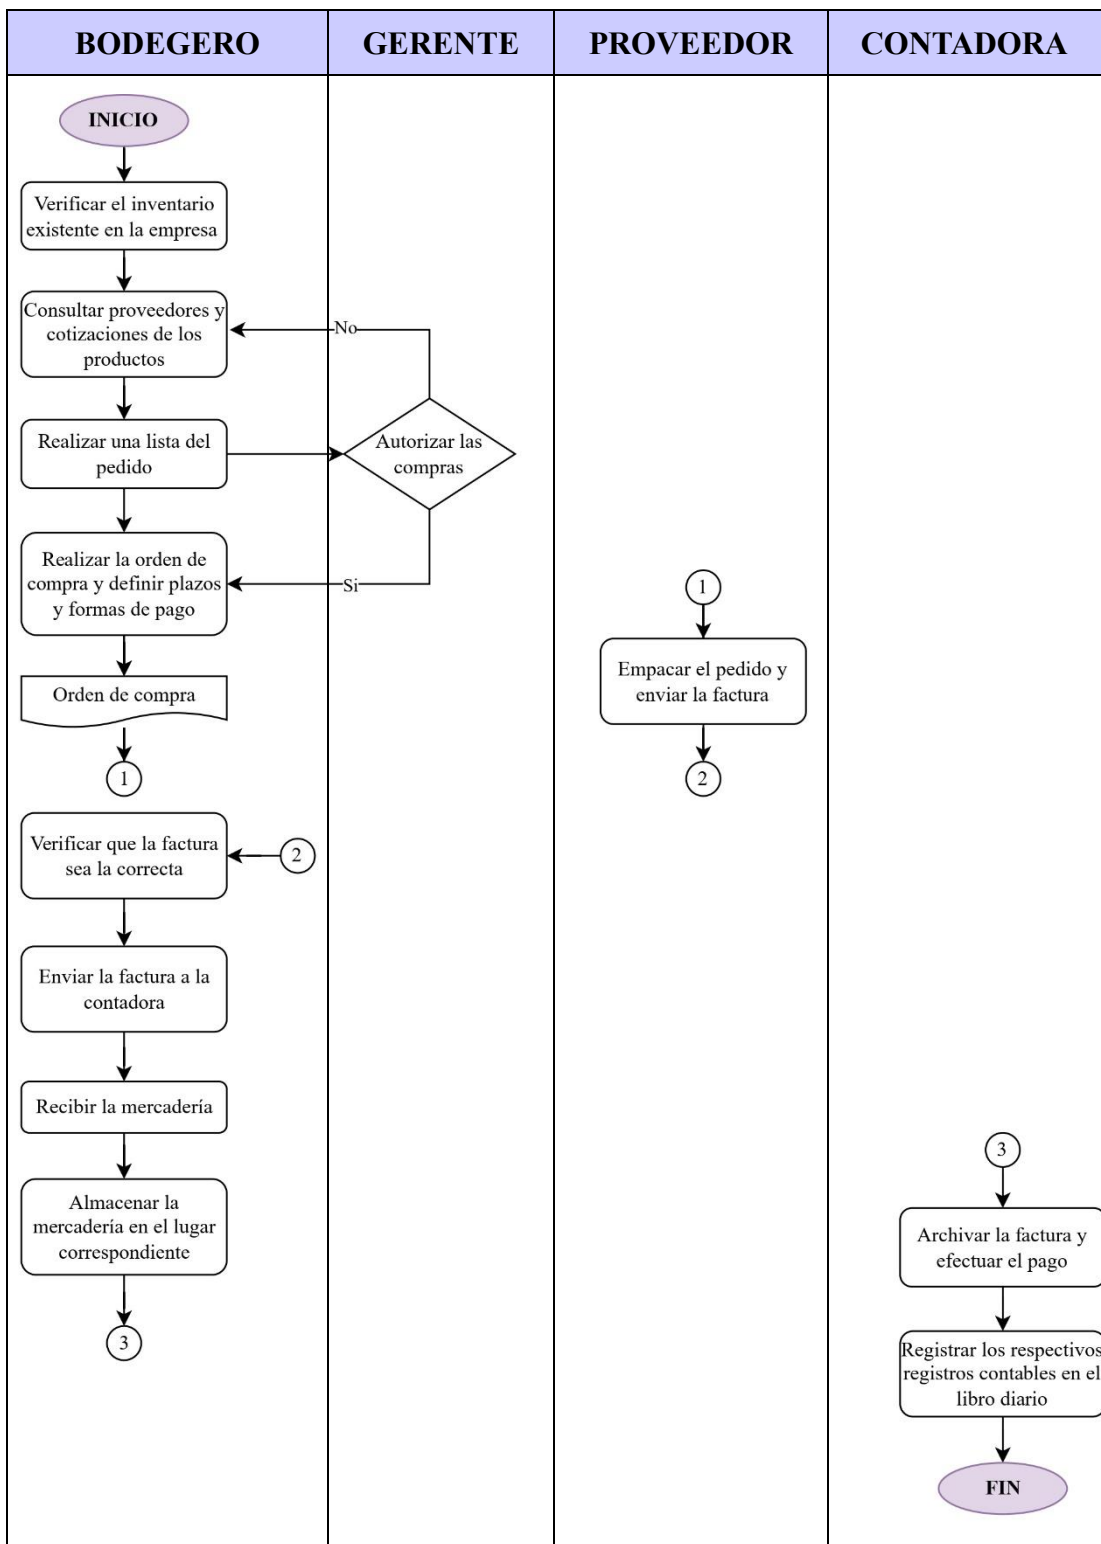 BODEGERO
GERENTE
PROVEEDOR
CONTADORA
INICIO
Verificar el inventario
existente en la empresa
Consultar proveedores y
cotizaciones de los
productos
No
Realizar una lista del
pedido
Autorizar las
compras
Realizar la orden de
compra y definir plazos
y formas de pago
Si
Orden de compra
1
1
Empacar el pedido y
enviar la factura
2
Verificar que la factura
sea la correcta
2
Enviar la factura a la
contadora
Recibir la mercadería
Almacenar la
mercadería en el lugar
correspondiente
3
3
Archivar la factura y
efectuar el pago
Registrar los respectivos
registros contables en el
libro diario
FIN